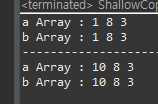 <terminated> ShallowCop
a Array : 1 8 3
b Array : 1 8 3
--------------------
a Array : 10 8 3
b Array : 10 8 3